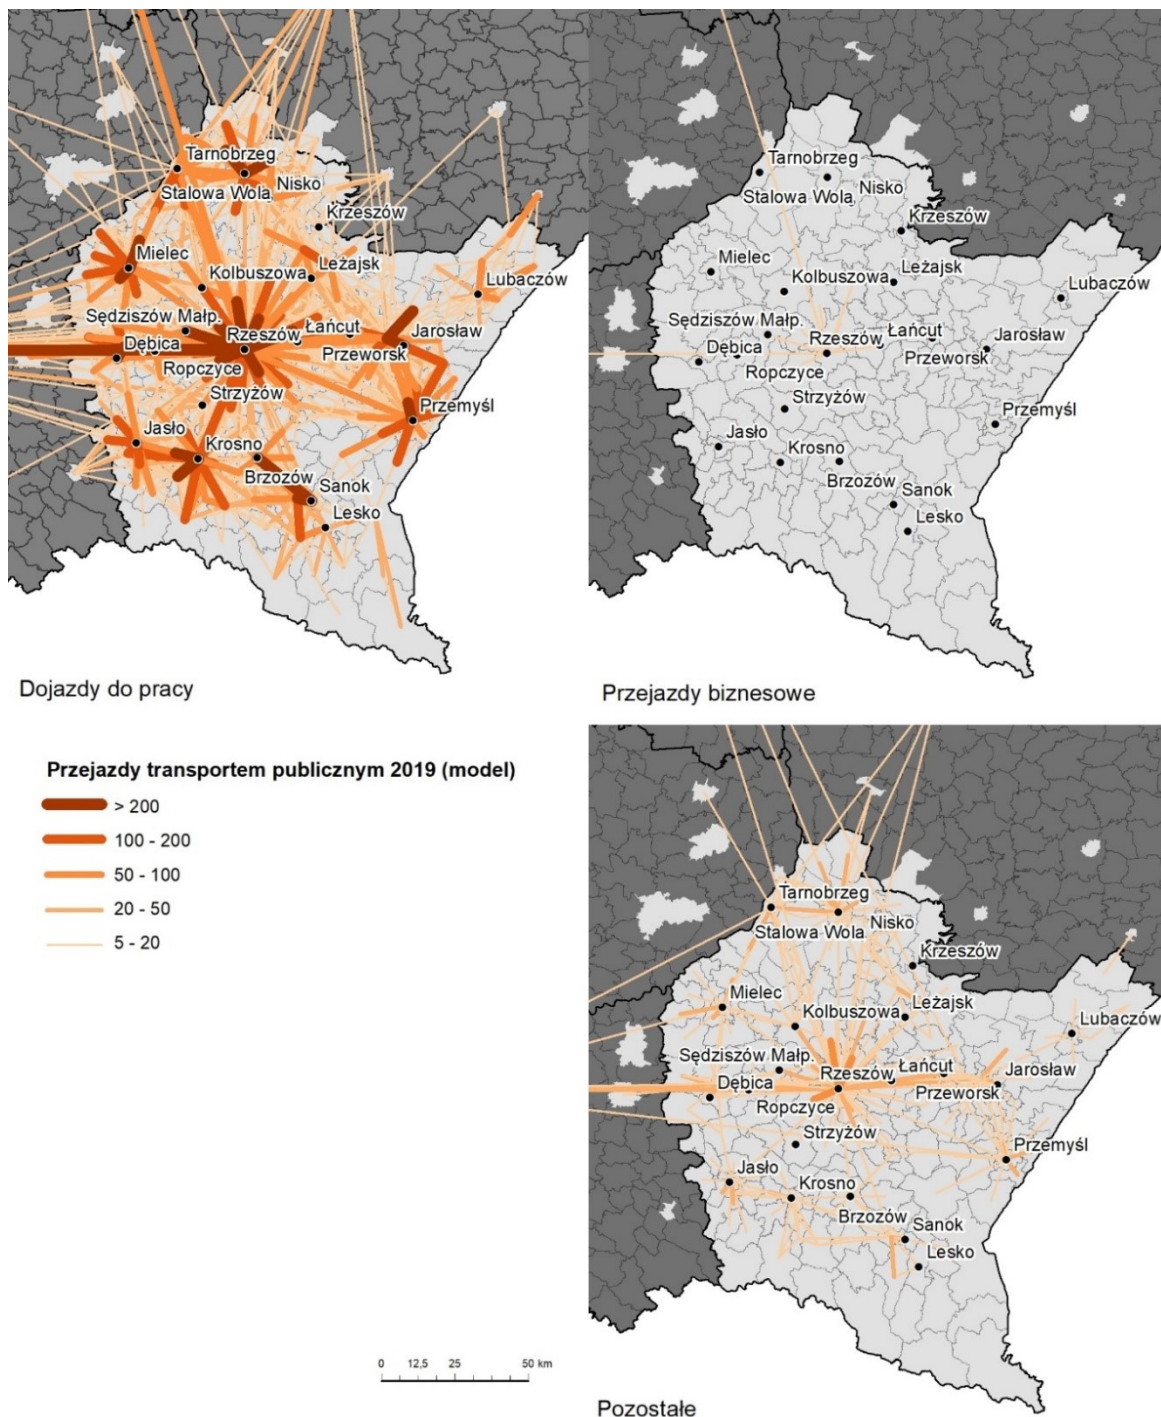 Tarnobrzeg
Stalowa Wola
Nisko
Krzeszów
Mielec
Kolbuszowa
Leżajsk
Lubaczów
Sędziszów Małp.
Rzeszów
Łańcut
Jarosław
Dębica
Przeworsk
Ropczyce
Strzyżów
Przemyśl
Jasło
Krosno
Brzozów
Sanok
Lesko
Dojazdy do pracy
Tarnobrzeg
Stalowa Wola
Nisko
Krzeszów
Mielec
Kolbuszowa
Leżajsk
Lubaczów
Sędziszów Małp.
Rzeszów
Łańcut
Jarosław
Dębica
Przeworsk
Ropczyce
Strzyżów
Przemyśl
Jasło
Krosno
Brzozów
Sanok
Lesko
Przejazdy biznesowe
Przejazdy transportem publicznym 2019 (model)
> 200
100 - 200
50 - 100
20 - 50
5 - 20
0 12,5 25 50 km
Tarnobrzeg
Stalowa Wola
Nisko
Krzeszów
Mielec
Kolbuszowa
Leżajsk
Lubaczów
Sędziszów Małp.
Rzeszów
Łańcut
Jarosław
Dębica
Przeworsk
Ropczyce
Strzyżów
Przemyśl
Jasło
Krosno
Brzozów
Sanok
Lesko
Pozostałe